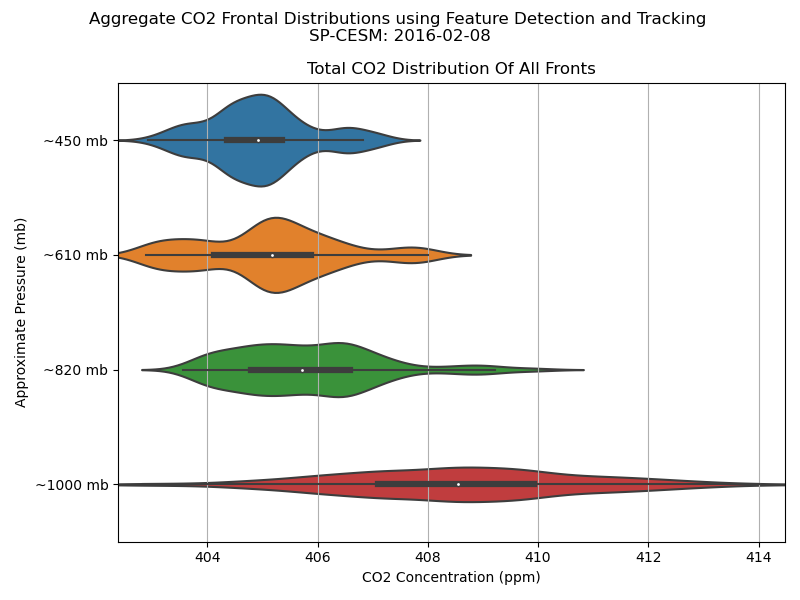 Aggregate CO2 Frontal Distributions using Feature Detection and Tracking
SP-CESM: 2016-02-08
Total CO2 Distribution Of All Fronts
Approximate Pressure (mb)
~450 mb
~610 mb
~820 mb
~1000 mb
404 406 408 410 412 414
CO2 Concentration (ppm)